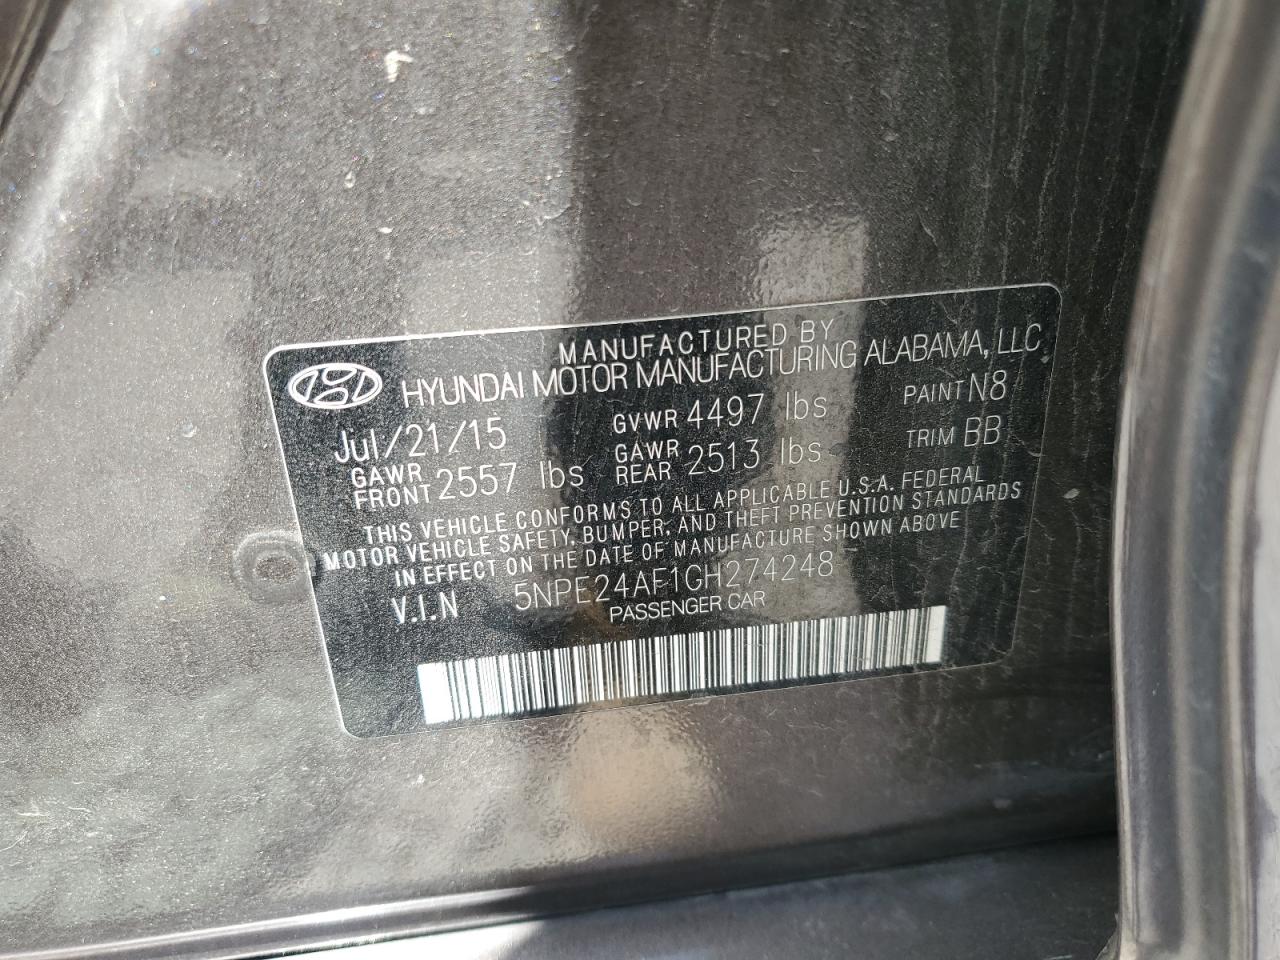 MANUFACTURED BY
HYUNDAI MOTOR MANUFACTURING ALABAMA, LLC
Jul/21/15 GVWR 4497 lbs PAINT N8
GAWR FRONT 2557 lbs GAWR REAR 2513 lbs TRIM BB
THIS VEHICLE CONFORMS TO ALL APPLICABLE U.S.A. FEDERAL
MOTOR VEHICLE SAFETY, BUMPER, AND THEFT PREVENTION STANDARDS
IN EFFECT ON THE DATE OF MANUFACTURE SHOWN ABOVE
V.I.N 5NPE24AF1GH274248
PASSENGER CAR